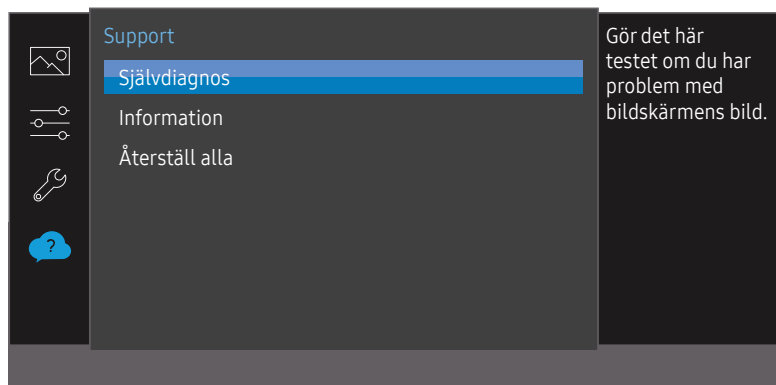 Support
Självdiagnos
Information
Återställ alla
Gör det här
testet om du har
problem med
bildskärmens bild.
?